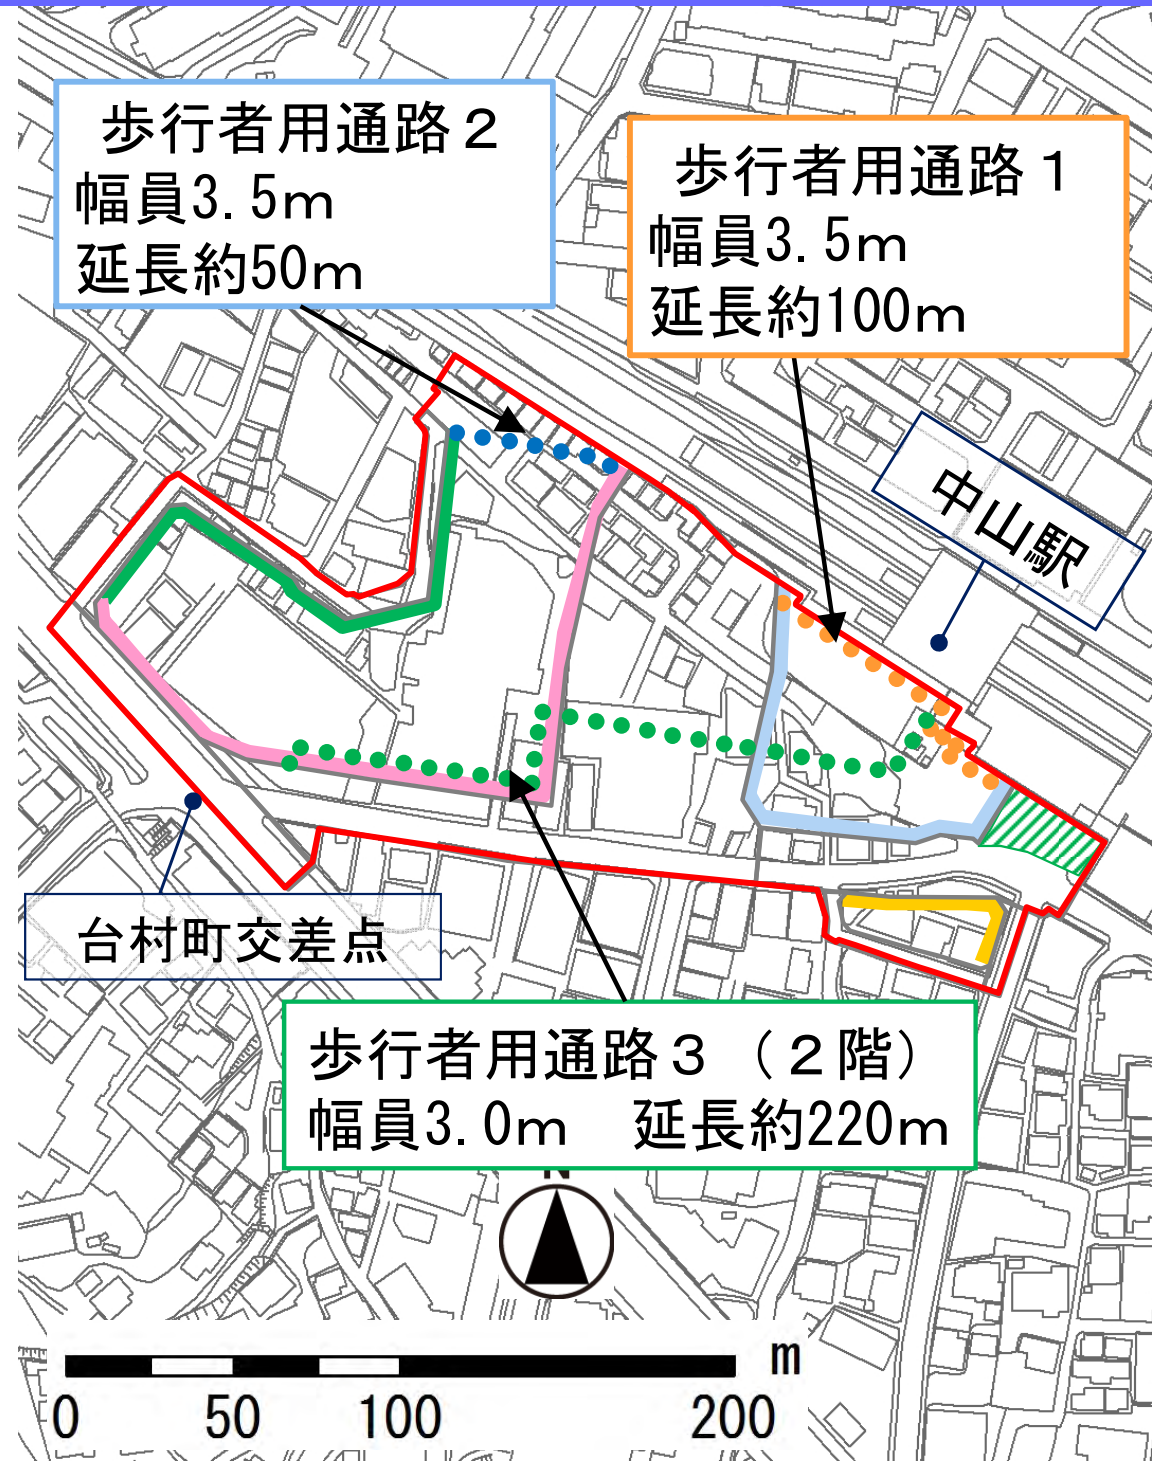 歩行者用通路２
幅員3.5m
延長約50m
歩行者用通路１
幅員3.5m
延長約100m
中山駅
台村町交差点
歩行者用通路３（２階）
幅員3.0m　延長約220m
N
m
0 50 100 200